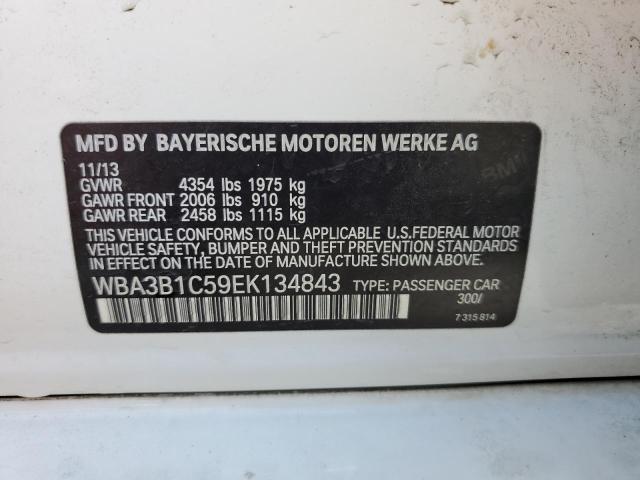 MFD BY BAYERISCHE MOTOREN WERKE AG
BMW
11/13
GVWR 4354 lbs 1975 kg
GAWR FRONT 2006 lbs 910 kg
GAWR REAR 2458 lbs 1115 kg
THIS VEHICLE CONFORMS TO ALL APPLICABLE U.S.FEDERAL MOTOR
VEHICLE SAFETY, BUMPER AND THEFT PREVENTION STANDARDS
IN EFFECT ON THE DATE OF MANUFACTURE SHOWN ABOVE.
WBA3B1C59EK134843 TYPE: PASSENGER CAR
300/
7 315 814